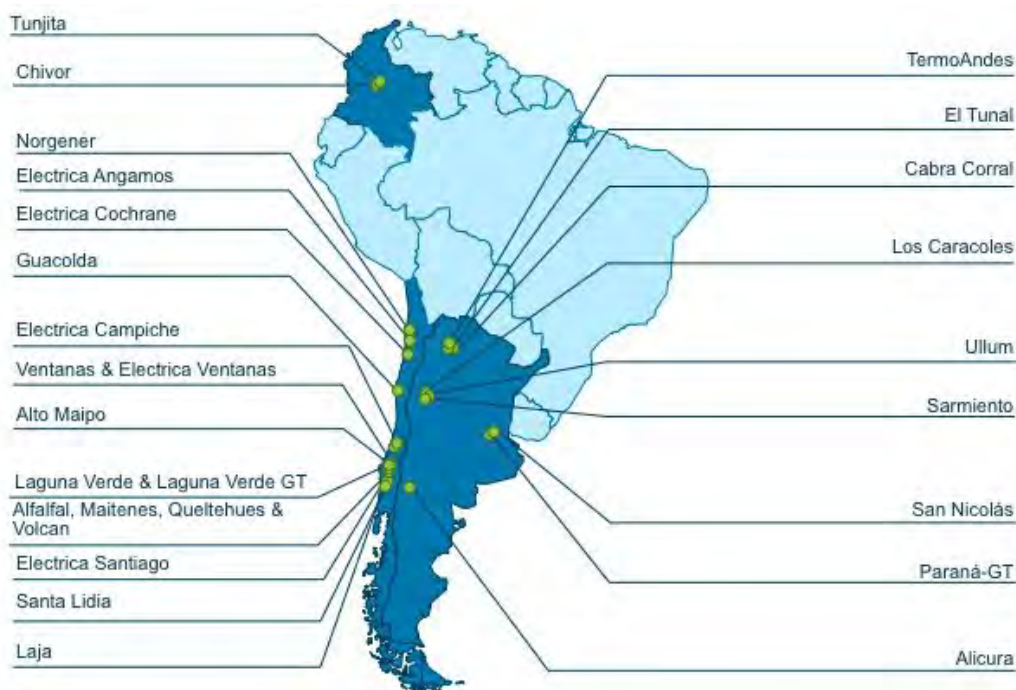 Tunjita
Chivor
Norgener
Electrica Angamos
Electrica Cochrane
Guacolda
Electrica Campiche
Ventanas & Electrica Ventanas
Alto Maipo
Laguna Verde & Laguna Verde GT
Alfalfal, Maitenes, Queltehues &
Volcan
Electrica Santiago
Santa Lidia
Laja
TermoAndes
El Tunal
Cabra Corral
Los Caracoles
Ullum
Sarmiento
San Nicolás
Paraná-GT
Alicura